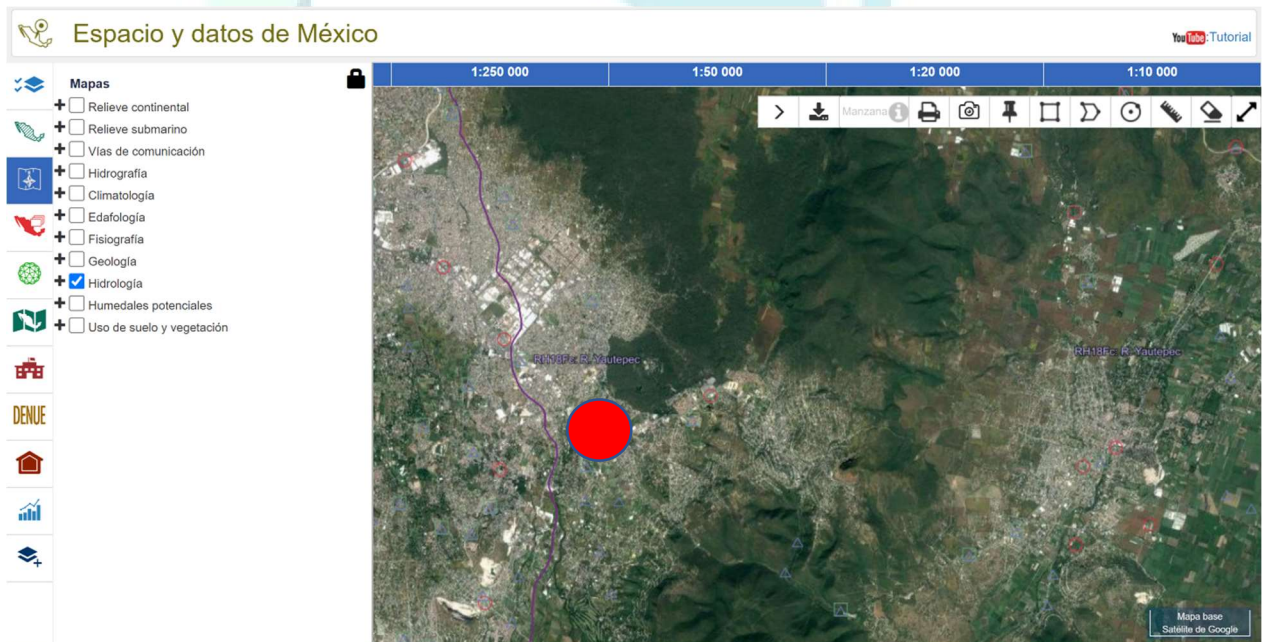 Espacio y datos de México
YouTube:Tutorial
Mapas
Relieve continental
Relieve submarino
Vías de comunicación
Hidrografía
Climatología
Edafología
Fisiografía
Geología
Hidrología
Humedales potenciales
Uso de suelo y vegetación
DENUE
1:250 000 1:50 000 1:20 000 1:10 000
Manzana
RH18Fc: R. Yautepec
RH18Fc: R. Yautepec
Mapa base
Satélite de Google